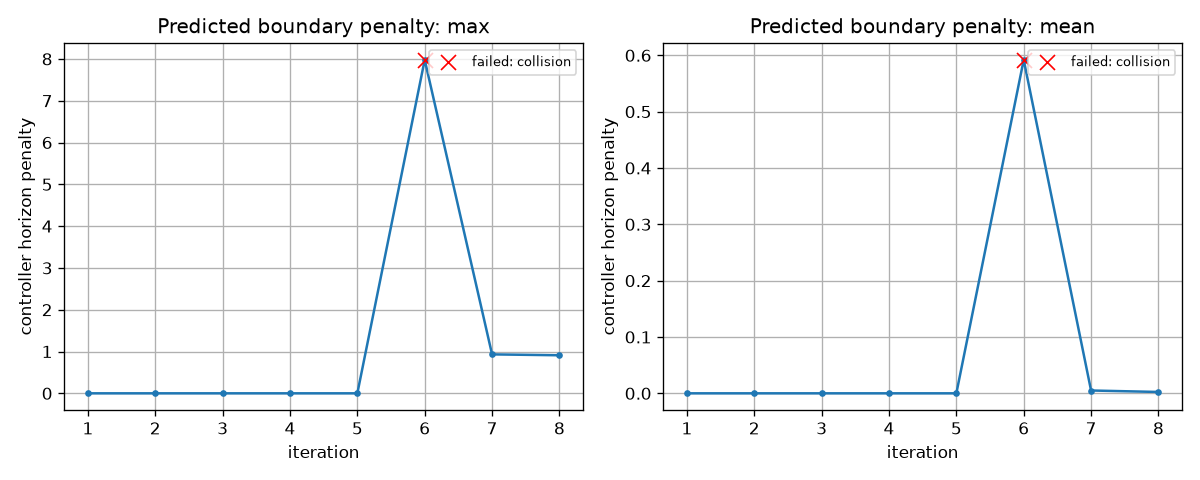 Predicted boundary penalty: max
failed: collision
controller horizon penalty
8
7
6
5
4
3
2
1
0
1 2 3 4 5 6 7 8
iteration
Predicted boundary penalty: mean
failed: collision
controller horizon penalty
0.6
0.5
0.4
0.3
0.2
0.1
0.0
1 2 3 4 5 6 7 8
iteration